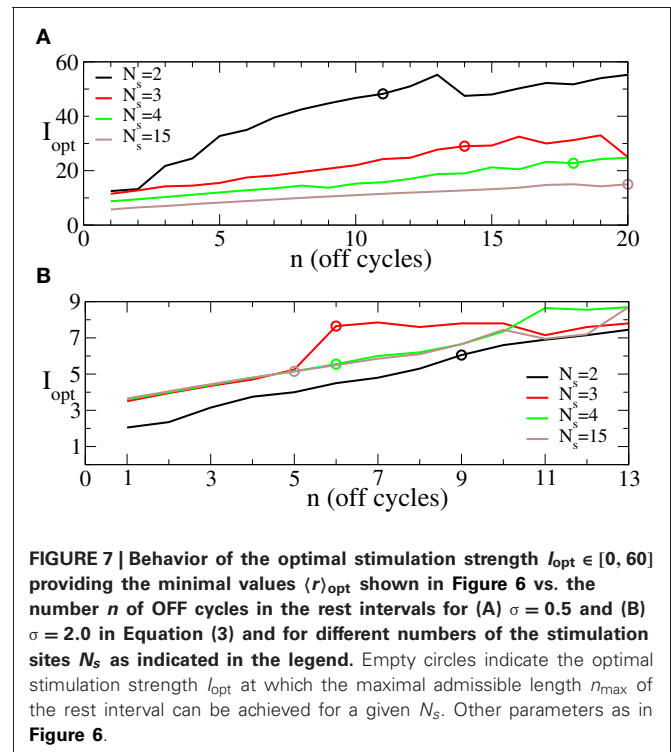 A
60
40
20
0
I_opt
N_s=2
N_s=3
N_s=4
N_s=15
5 10 15 20
n (off cycles)
B
9
7
5
3
1
I_opt
N_s=2
N_s=3
N_s=4
N_s=15
0 1 3 5 7 9 11 13
n (off cycles)
FIGURE 7 | Behavior of the optimal stimulation strength I_opt ∈ [0, 60]
providing the minimal values ⟨r⟩_opt shown in Figure 6 vs. the
number n of OFF cycles in the rest intervals for (A) σ = 0.5 and (B)
σ = 2.0 in Equation (3) and for different numbers of the stimulation
sites N_s as indicated in the legend. Empty circles indicate the optimal
stimulation strength I_opt at which the maximal admissible length n_max of
the rest interval can be achieved for a given N_s. Other parameters as in
Figure 6.